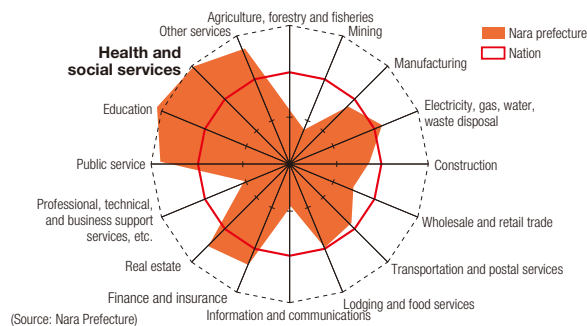 Agriculture, forestry and fisheries
Other services
Mining
Nara prefecture
Nation
Health and
social services
Manufacturing
Education
Electricity, gas, water,
waste disposal
Public service
Construction
Professional, technical,
and business support
services, etc.
Wholesale and retail trade
Real estate
Transportation and postal services
Finance and insurance
Lodging and food services
Information and communications
(Source: Nara Prefecture)